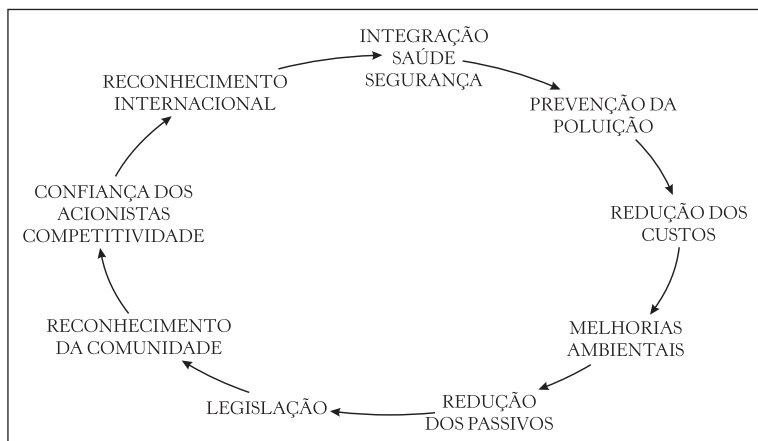 INTEGRAÇÃO
SAÚDE
SEGURANÇA
PREVENÇÃO DA
POLUIÇÃO
REDUÇÃO DOS
CUSTOS
MELHORIAS
AMBIENTAIS
REDUÇÃO
DOS PASSIVOS
LEGISLAÇÃO
RECONHECIMENTO
DA COMUNIDADE
CONFIANÇA DOS
ACIONISTAS
COMPETITIVIDADE
RECONHECIMENTO
INTERNACIONAL